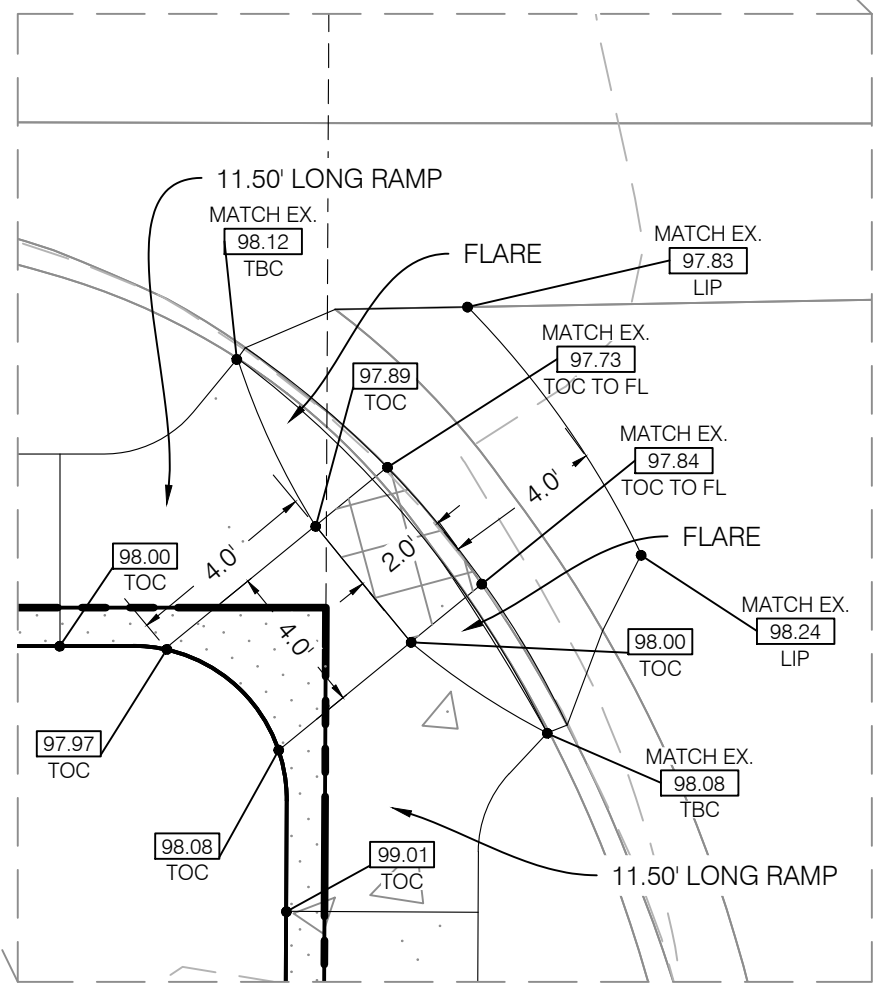 11.50' LONG RAMP
MATCH EX.
98.12
TBC
FLARE
MATCH EX.
97.83
LIP
MATCH EX.
97.73
TOC TO FL
97.89
TOC
MATCH EX.
97.84
TOC TO FL
4.0'
2.0'
FLARE
98.00
TOC
4.0'
4.0'
MATCH EX.
98.24
LIP
98.00
TOC
97.97
TOC
MATCH EX.
98.08
TBC
98.08
TOC
99.01
TOC
11.50' LONG RAMP